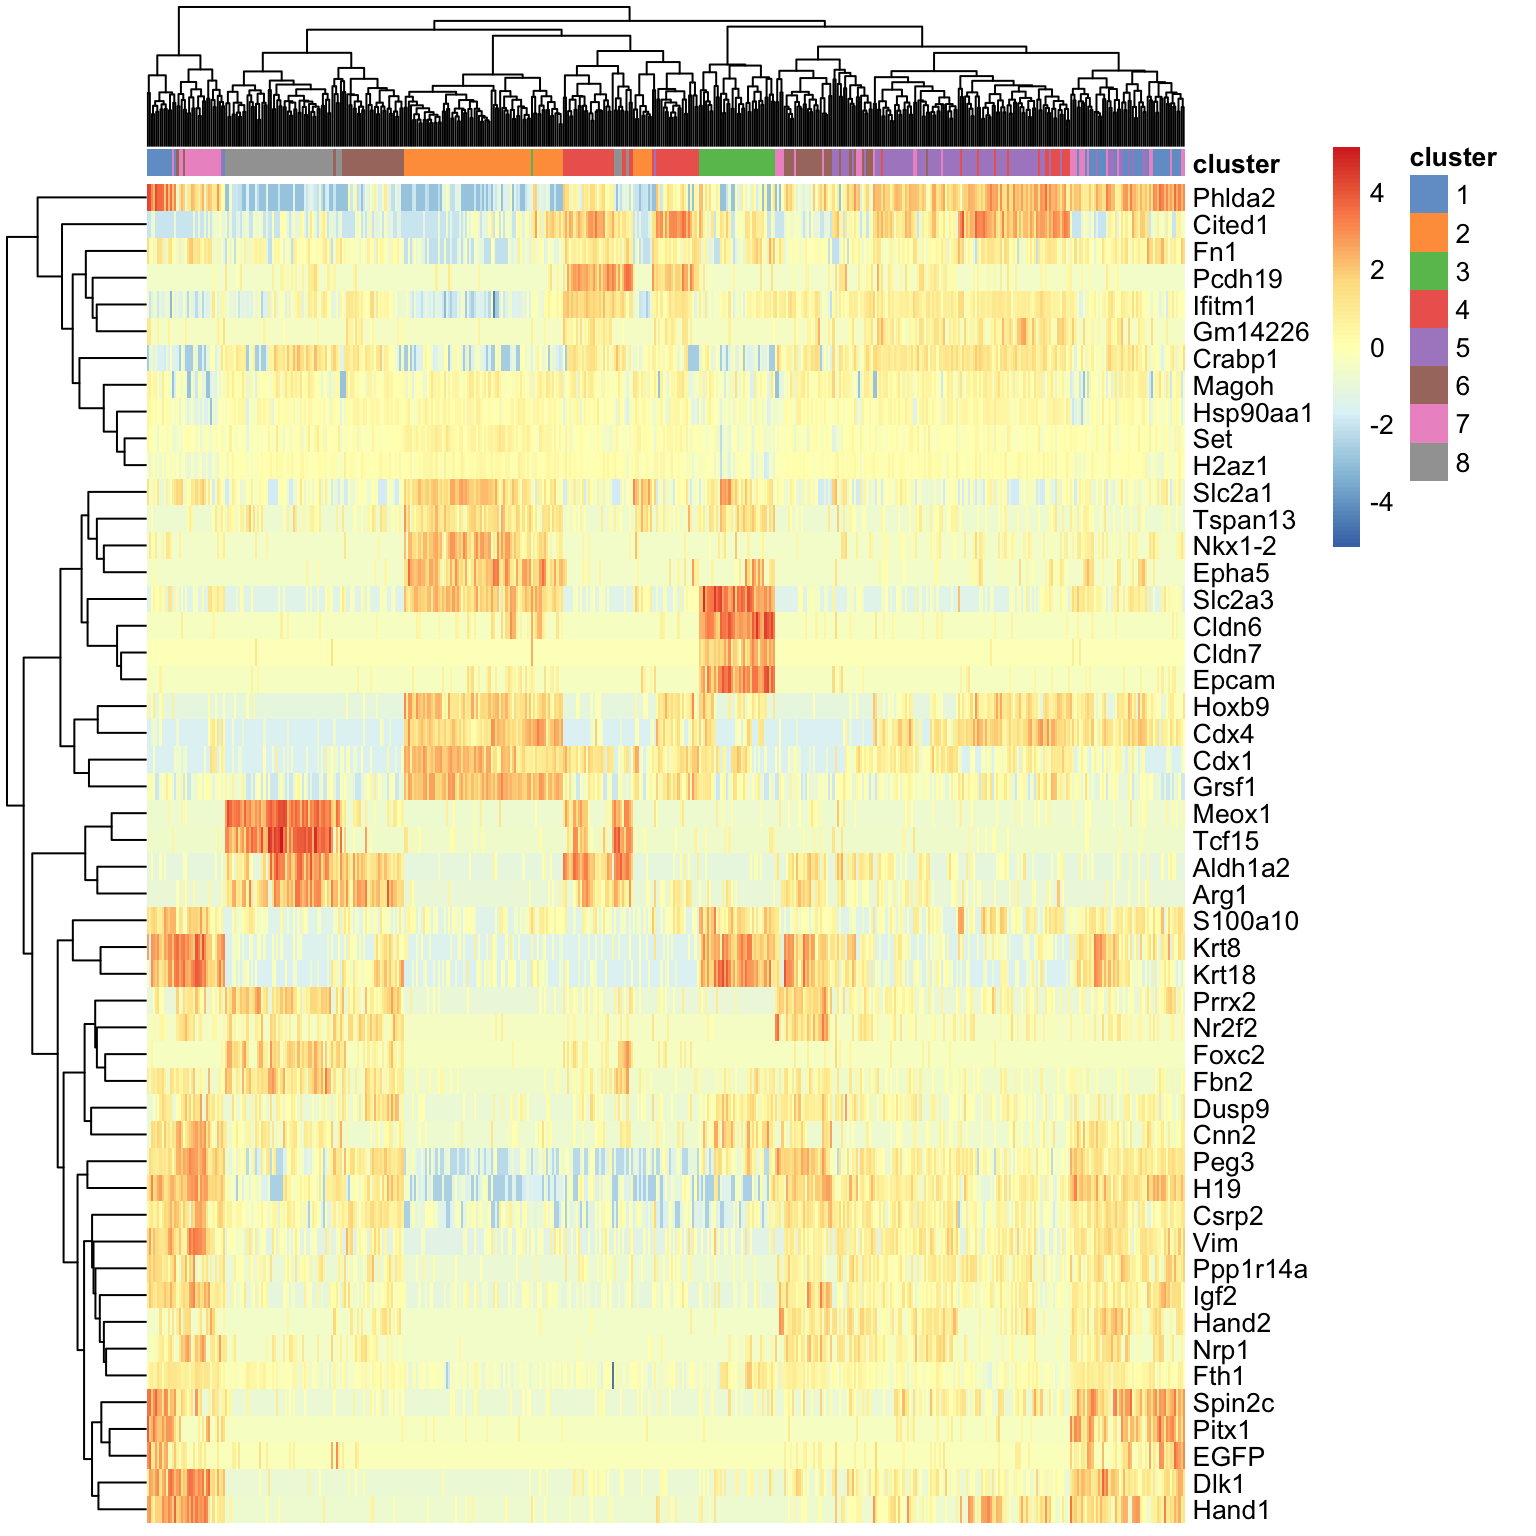 cluster
Phlda2
Cited1
Fn1
Pcdh19
Ifitm1
Gm14226
Crabp1
Magoh
Hsp90aa1
Set
H2az1
Slc2a1
Tspan13
Nkx1-2
Epha5
Slc2a3
Cldn6
Cldn7
Epcam
Hoxb9
Cdx4
Cdx1
Grsf1
Meox1
Tcf15
Aldh1a2
Arg1
S100a10
Krt8
Krt18
Prrx2
Nr2f2
Foxc2
Fbn2
Dusp9
Cnn2
Peg3
H19
Csrp2
Vim
Ppp1r14a
Igf2
Hand2
Nrp1
Fth1
Spin2c
Pitx1
EGFP
Dlk1
Hand1
4
2
0
-2
-4
cluster
1
2
3
4
5
6
7
8